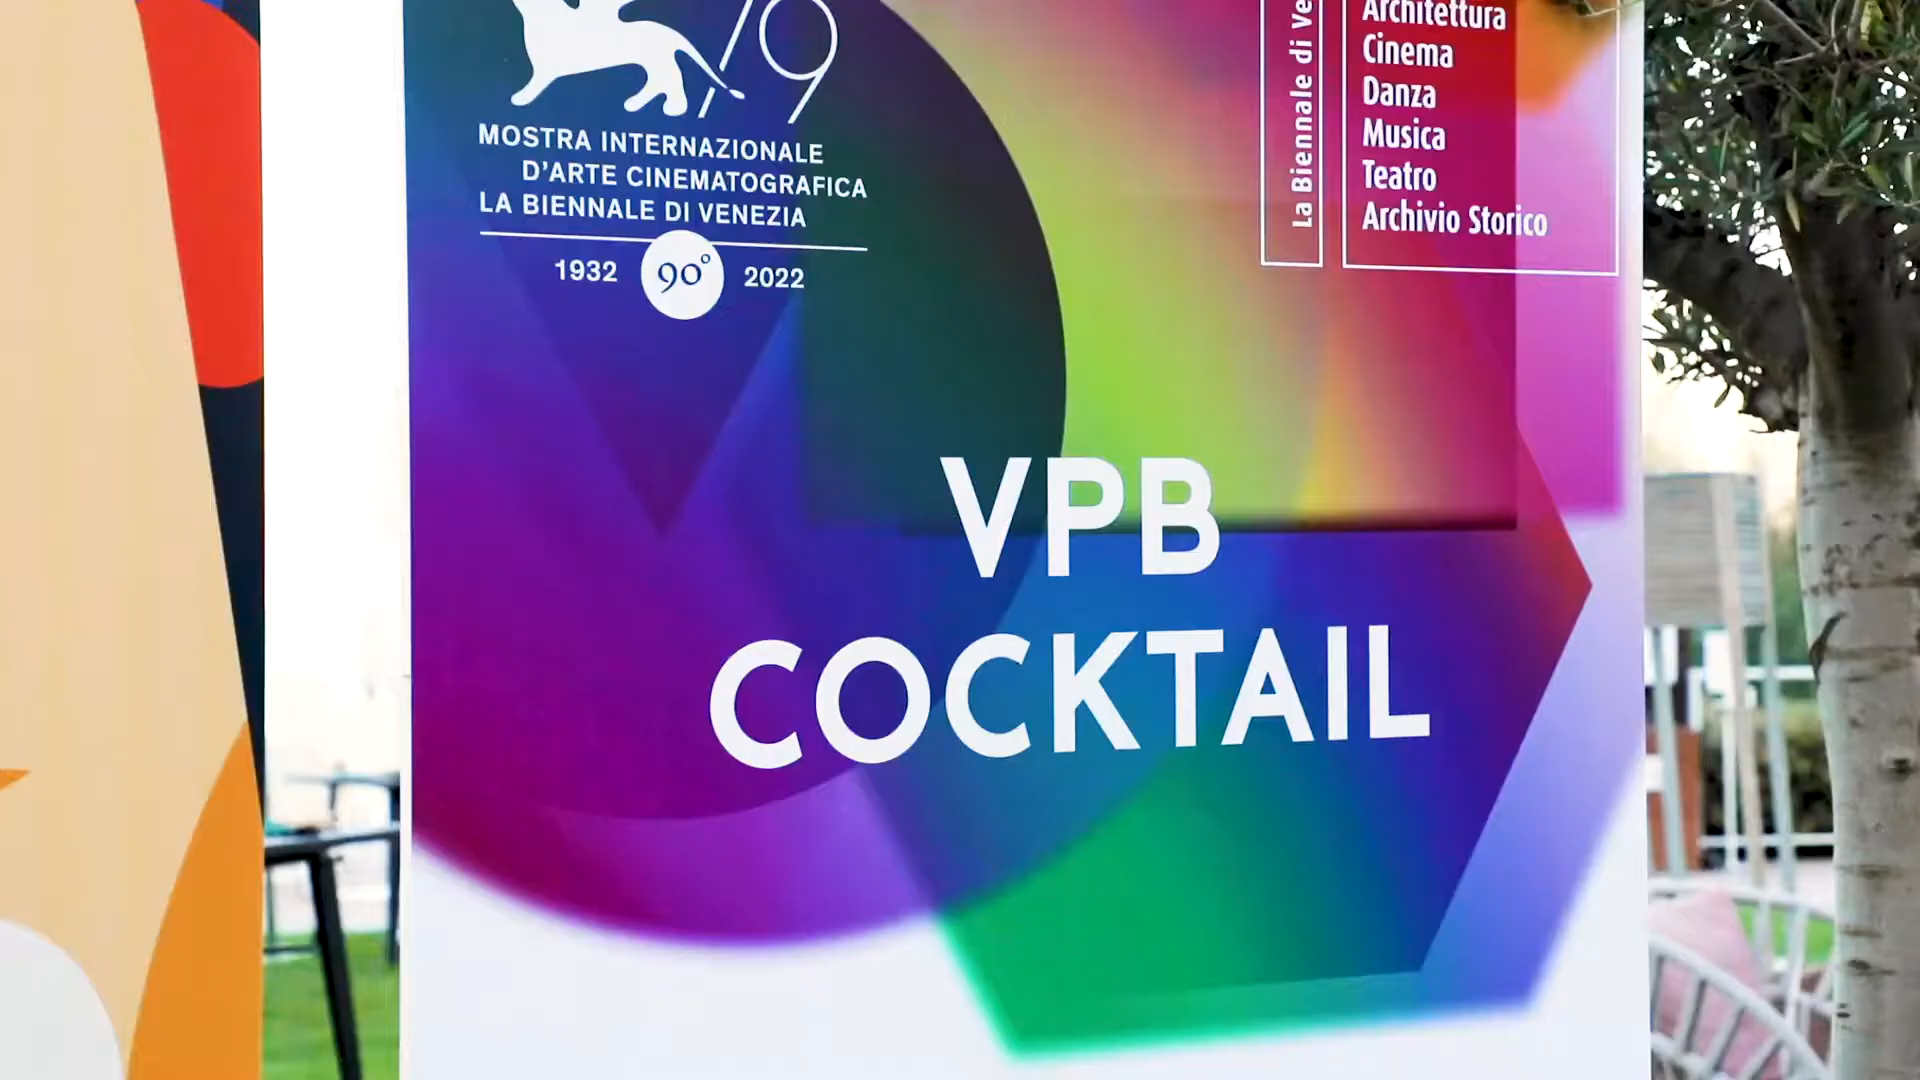 79
MOSTRA INTERNAZIONALE
D'ARTE CINEMATOGRAFICA
LA BIENNALE DI VENEZIA
1932 90° 2022
La Biennale di Ve
Architettura
Cinema
Danza
Musica
Teatro
Archivio Storico
VPB
COCKTAIL